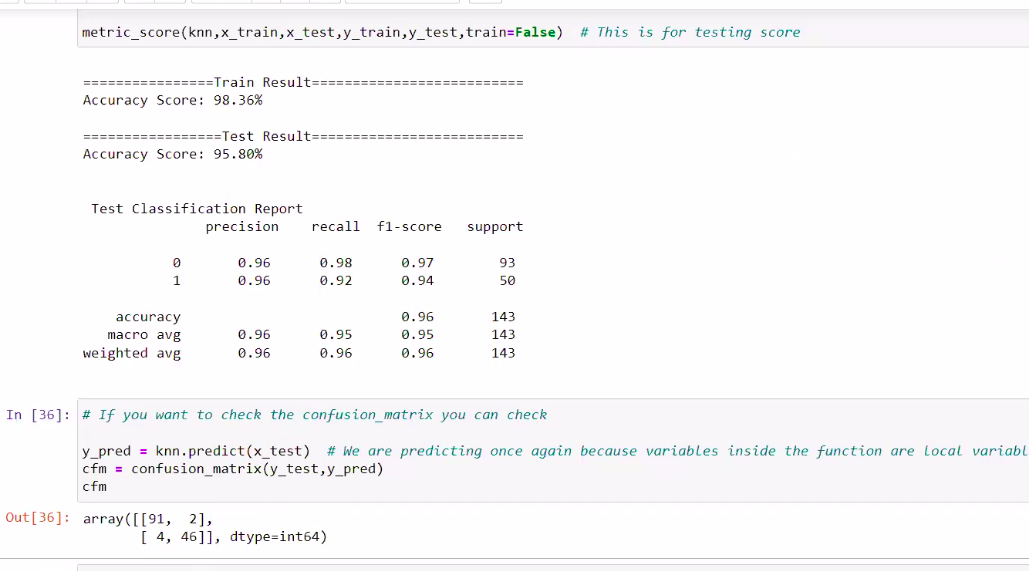 metric_score(knn,x_train,x_test,y_train,y_test,train=False)  # This is for testing score
================Train Result==========================
Accuracy Score: 98.36%
=================Test Result==========================
Accuracy Score: 95.80%
Test Classification Report
precision    recall  f1-score   support
0       0.96      0.98      0.97        93
1       0.96      0.92      0.94        50
accuracy                           0.96       143
macro avg       0.96      0.95      0.95       143
weighted avg       0.96      0.96      0.96       143
In [36]: # If you want to check the confusion_matrix you can check
y_pred = knn.predict(x_test)  # We are predicting once again because variables inside the function are local
cfm = confusion_matrix(y_test,y_pred)
cfm
Out[36]: array([[91,  2],
[ 4, 46]], dtype=int64)